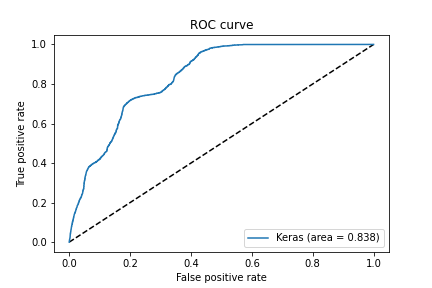 ROC curve
1.0
0.8
0.6
0.4
0.2
0.0
True positive rate
Keras (area = 0.838)
0.0 0.2 0.4 0.6 0.8 1.0
False positive rate